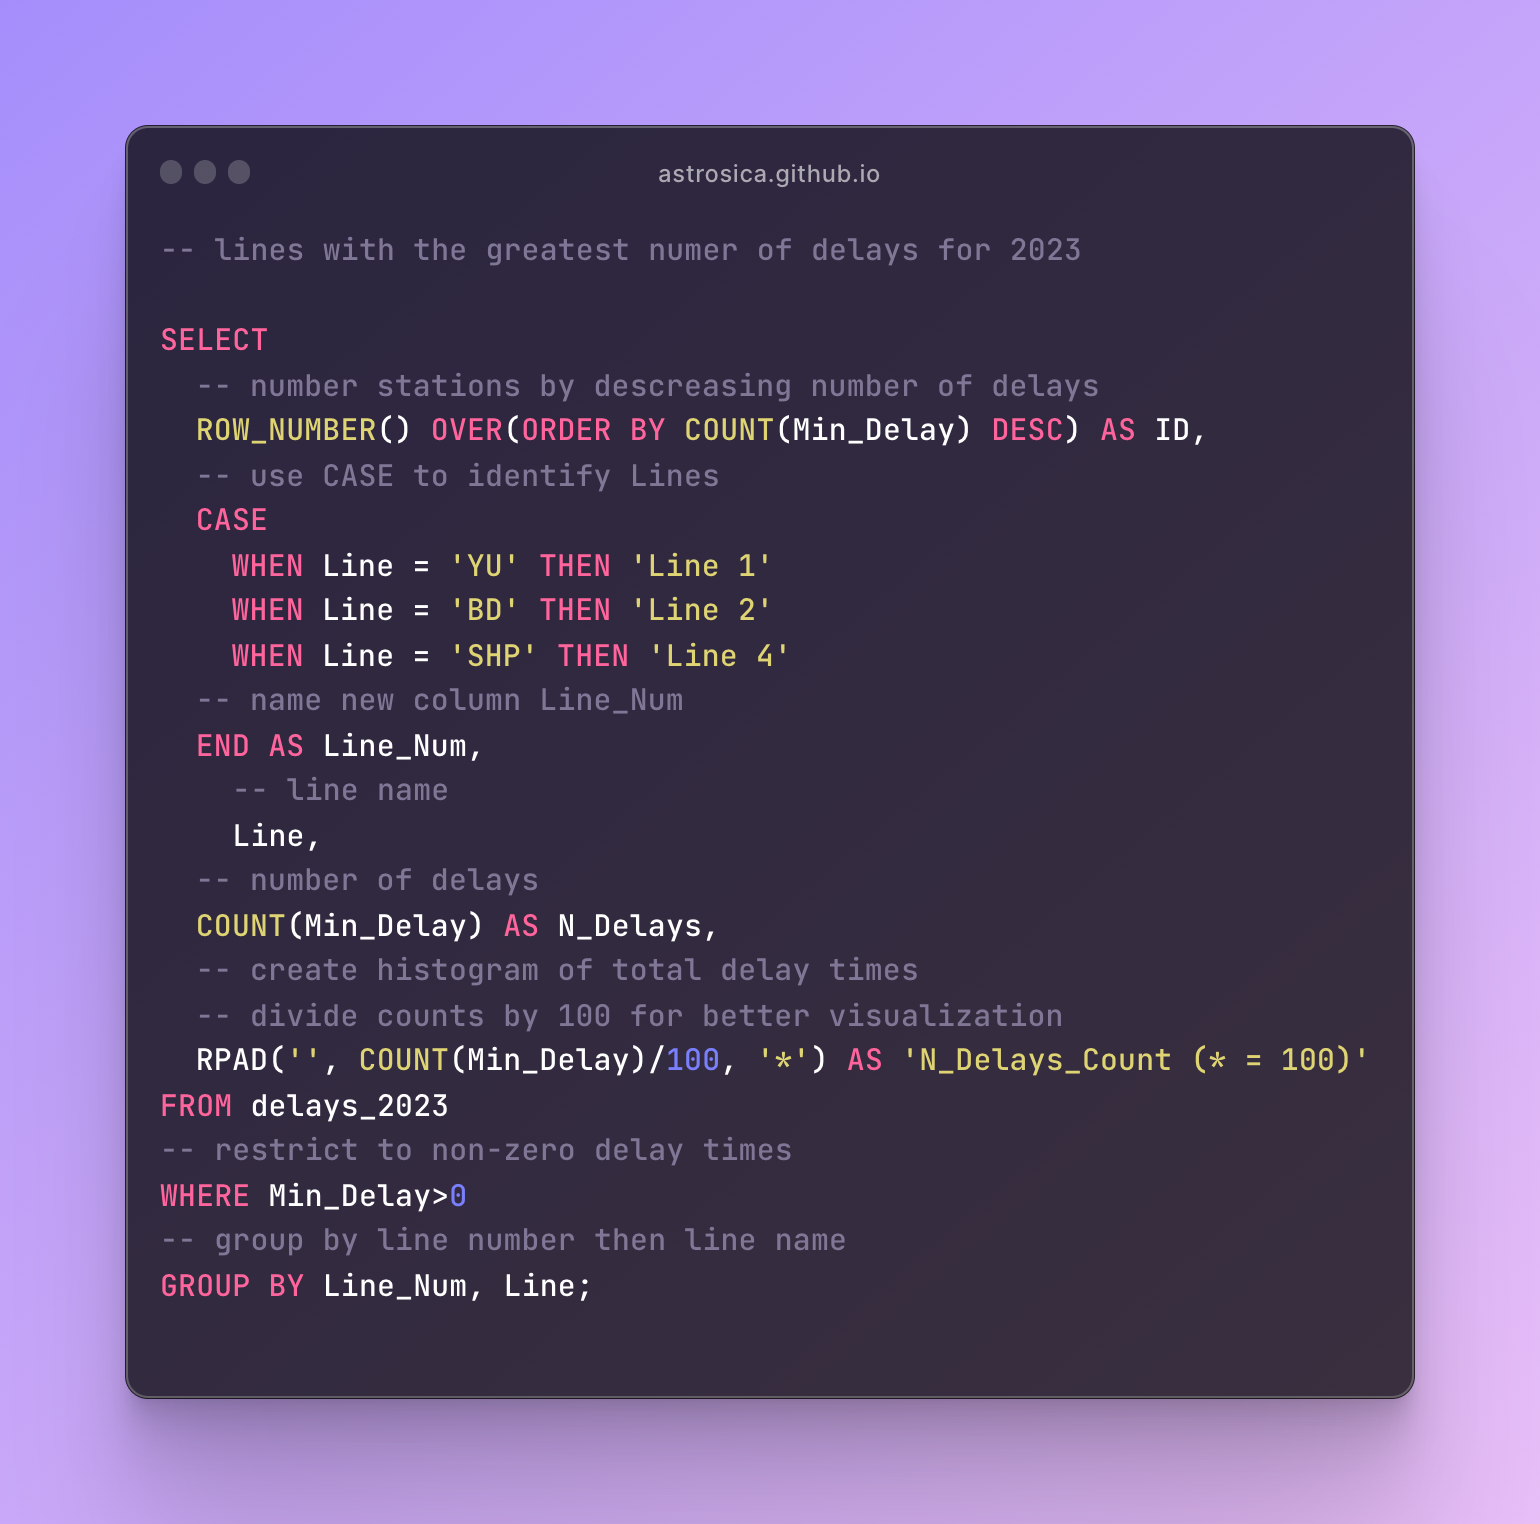 astrosica.github.io
-- lines with the greatest numer of delays for 2023
SELECT
-- number stations by descreasing number of delays
ROW_NUMBER() OVER(ORDER BY COUNT(Min_Delay) DESC) AS ID,
-- use CASE to identify Lines
CASE
WHEN Line = 'YU' THEN 'Line 1'
WHEN Line = 'BD' THEN 'Line 2'
WHEN Line = 'SHP' THEN 'Line 4'
-- name new column Line_Num
END AS Line_Num,
-- line name
Line,
-- number of delays
COUNT(Min_Delay) AS N_Delays,
-- create histogram of total delay times
-- divide counts by 100 for better visualization
RPAD('', COUNT(Min_Delay)/100, '*') AS 'N_Delays_Count (* = 100)'
FROM delays_2023
-- restrict to non-zero delay times
WHERE Min_Delay>0
-- group by line number then line name
GROUP BY Line_Num, Line;